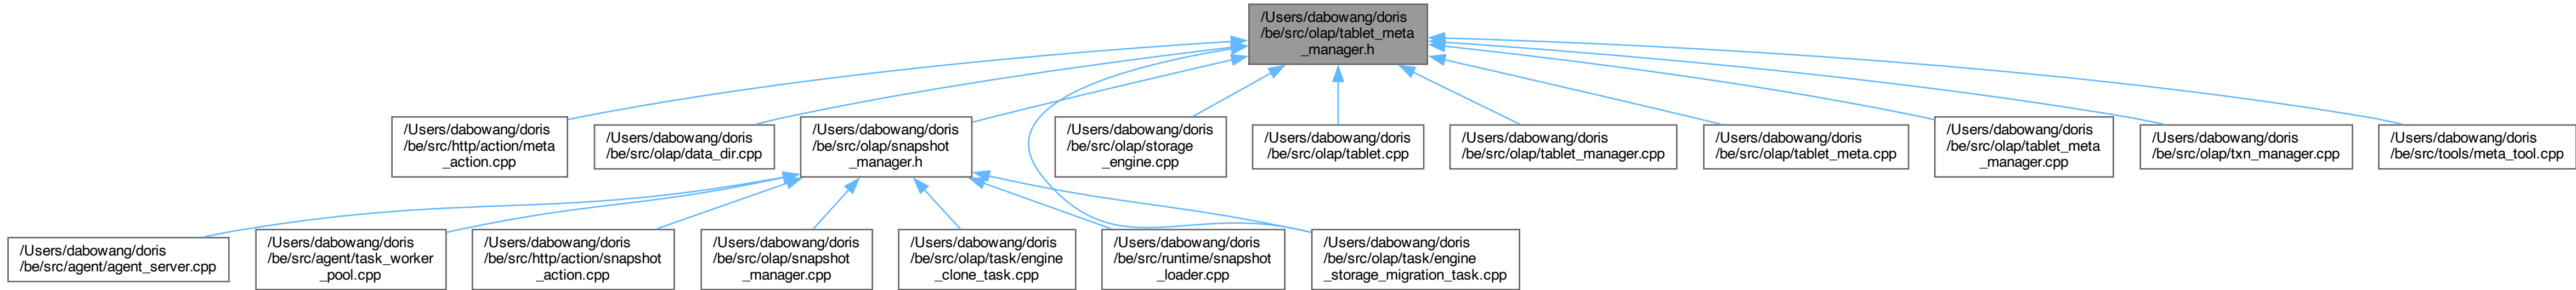 /Users/dabowang/doris
/be/src/olap/tablet_meta
_manager.h
/Users/dabowang/doris
/be/src/http/action/meta
_action.cpp
/Users/dabowang/doris
/be/src/olap/data_dir.cpp
/Users/dabowang/doris
/be/src/olap/snapshot
_manager.h
/Users/dabowang/doris
/be/src/olap/storage
_engine.cpp
/Users/dabowang/doris
/be/src/olap/tablet.cpp
/Users/dabowang/doris
/be/src/olap/tablet_manager.cpp
/Users/dabowang/doris
/be/src/olap/tablet_meta.cpp
/Users/dabowang/doris
/be/src/olap/tablet_meta
_manager.cpp
/Users/dabowang/doris
/be/src/olap/txn_manager.cpp
/Users/dabowang/doris
/be/src/tools/meta_tool.cpp
/Users/dabowang/doris
/be/src/agent/agent_server.cpp
/Users/dabowang/doris
/be/src/agent/task_worker
_pool.cpp
/Users/dabowang/doris
/be/src/http/action/snapshot
_action.cpp
/Users/dabowang/doris
/be/src/olap/snapshot
_manager.cpp
/Users/dabowang/doris
/be/src/olap/task/engine
_clone_task.cpp
/Users/dabowang/doris
/be/src/runtime/snapshot
_loader.cpp
/Users/dabowang/doris
/be/src/olap/task/engine
_storage_migration_task.cpp